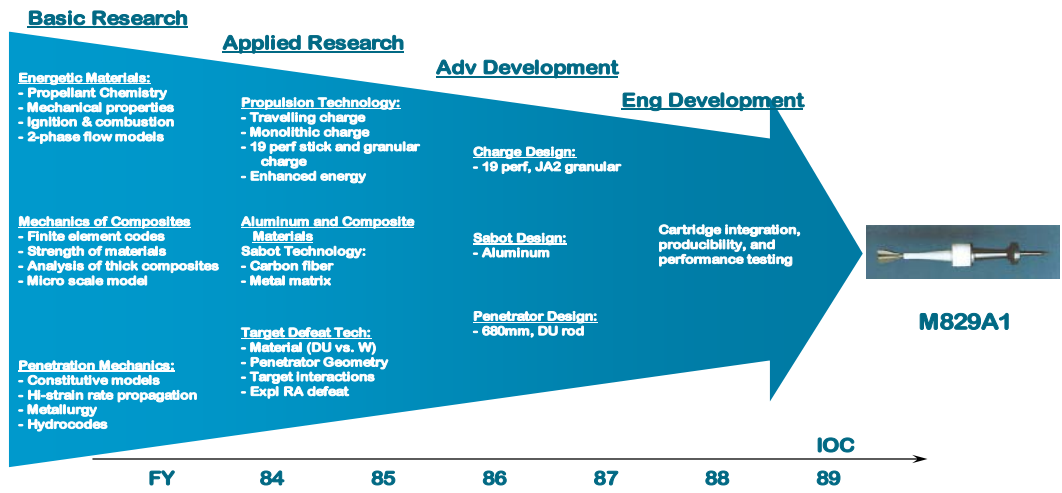 Basic Research
Applied Research
Adv Development
Eng Development
Energetic Materials:
- Propellant Chemistry
- Mechanical properties
- Ignition & combustion
- 2-phase flow models
Mechanics of Composites
- Finite element codes
- Strength of materials
- Analysis of thick composites
- Micro scale model
Penetration Mechanics:
- Constitutive models
- Hi-strain rate propagation
- Metallurgy
- Hydrocodes
Propulsion Technology:
- Travelling charge
- Monolithic charge
- 19 perf stick and granular
charge
- Enhanced energy
Aluminum and Composite
Materials
Sabot Technology:
- Carbon fiber
- Metal matrix
Target Defeat Tech:
- Material (DU vs. W)
- Penetrator Geometry
- Target interactions
- Expl RA defeat
Charge Design:
- 19 perf, JA2 granular
Sabot Design:
- Aluminum
Penetrator Design:
- 680mm, DU rod
Cartridge integration,
producibility, and
performance testing
M829A1
IOC
FY 84 85 86 87 88 89